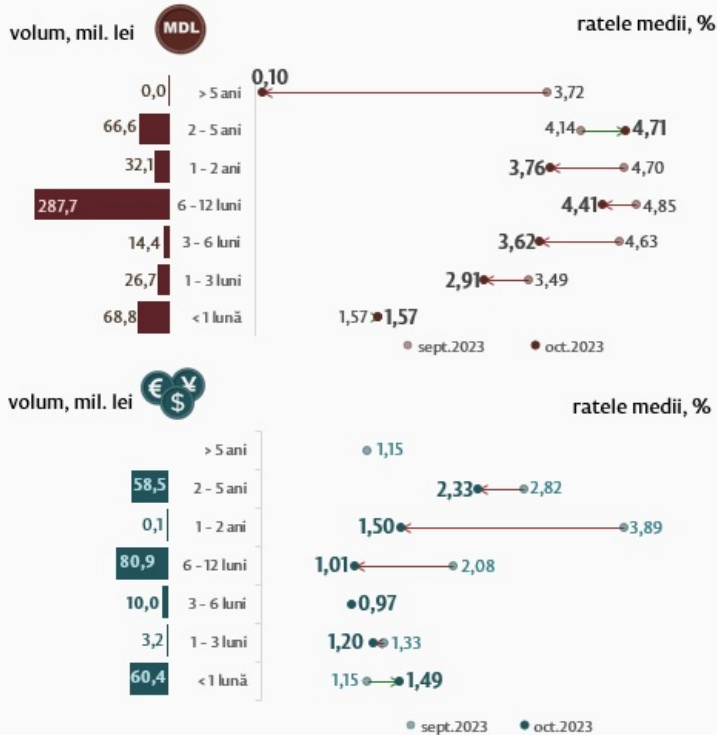 volum, mil. lei MDL ratele medii, %
0,0 > 5 ani 0,10 3,72
66,6 2 – 5 ani 4,14 4,71
32,1 1 – 2 ani 3,76 4,70
287,7 6 – 12 luni 4,41 4,85
14,4 3 – 6 luni 3,62 4,63
26,7 1 – 3 luni 2,91 3,49
68,8 < 1 lună 1,57 1,57
sept.2023 oct.2023
volum, mil. lei € ¥ $ ratele medii, %
> 5 ani 1,15
58,5 2 – 5 ani 2,33 2,82
0,1 1 – 2 ani 1,50 3,89
80,9 6 – 12 luni 1,01 2,08
10,0 3 – 6 luni 0,97
3,2 1 – 3 luni 1,20 1,33
60,4 < 1 lună 1,15 1,49
sept.2023 oct.2023